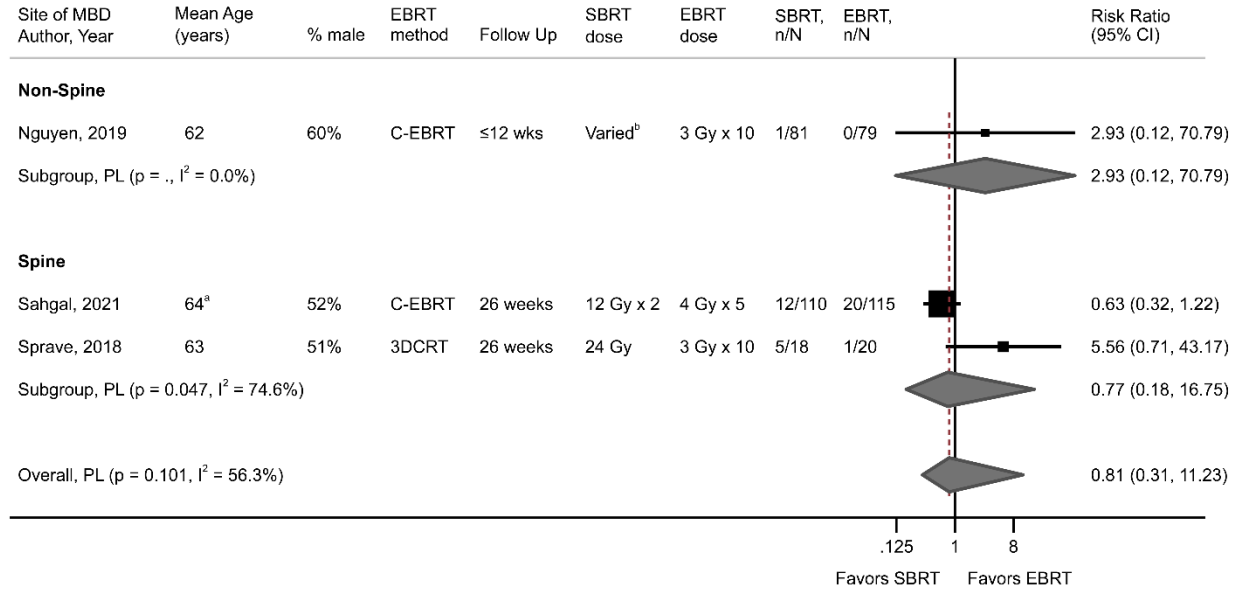 Site of MBD Mean Age EBRT SBRT EBRT SBRT, EBRT, Risk Ratio
Author, Year (years) % male method Follow Up dose dose n/N n/N (95% CI)
Non-Spine
Nguyen, 2019 62 60% C-EBRT ≤12 wks Variedᵇ 3 Gy x 10 1/81 0/79 2.93 (0.12, 70.79)
Subgroup, PL (p = ., I² = 0.0%) 2.93 (0.12, 70.79)
Spine
Sahgal, 2021 64ᵃ 52% C-EBRT 26 weeks 12 Gy x 2 4 Gy x 5 12/110 20/115 0.63 (0.32, 1.22)
Sprave, 2018 63 51% 3DCRT 26 weeks 24 Gy 3 Gy x 10 5/18 1/20 5.56 (0.71, 43.17)
Subgroup, PL (p = 0.047, I² = 74.6%) 0.77 (0.18, 16.75)
Overall, PL (p = 0.101, I² = 56.3%) 0.81 (0.31, 11.23)
.125 1 8
Favors SBRT Favors EBRT